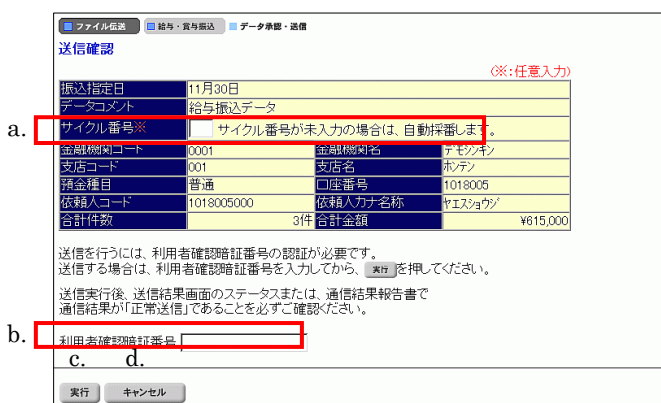 ファイル伝送 給与・賞与振込 データ承認・送信
送信確認
(※:任意入力)
振込指定日 11月30日
データコメント 給与振込データ
a. サイクル番号※ サイクル番号が未入力の場合は、自動採番します。
金融機関コード 0001 金融機関名 デモシンキン
支店コード 001 支店名 ホンテン
預金種目 普通 口座番号 1018005
依頼人コード 1018005000 依頼人カナ名称 ヤエスショウジ
合計件数 3件 合計金額 ¥615,000
送信を行うには、利用者確認暗証番号の認証が必要です。
送信する場合は、利用者確認暗証番号を入力してから、 実行 を押してください。
送信実行後、送信結果画面のステータスまたは、通信結果報告書で
通信結果が「正常送信」であることを必ずご確認ください。
b. 利用者確認暗証番号
c. d.
実行 キャンセル